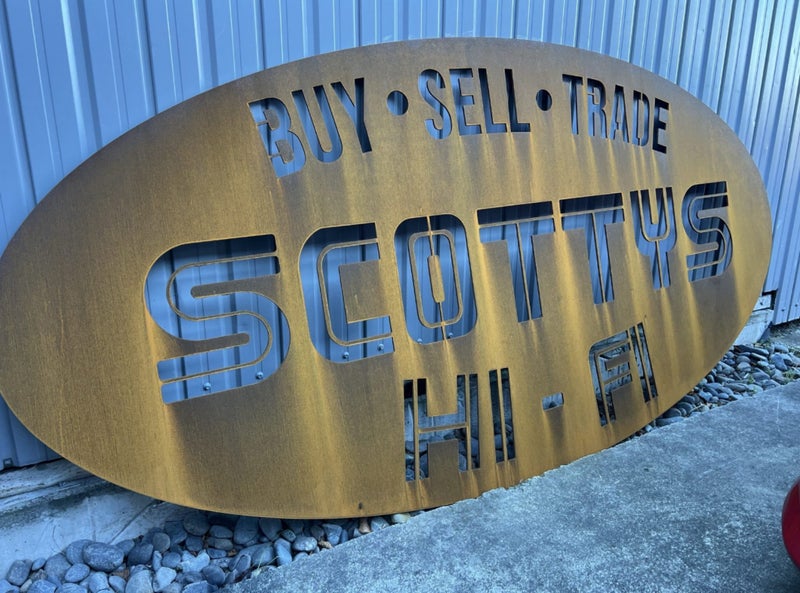 BUY • SELL • TRADE
SCOTTYS
HI-FI